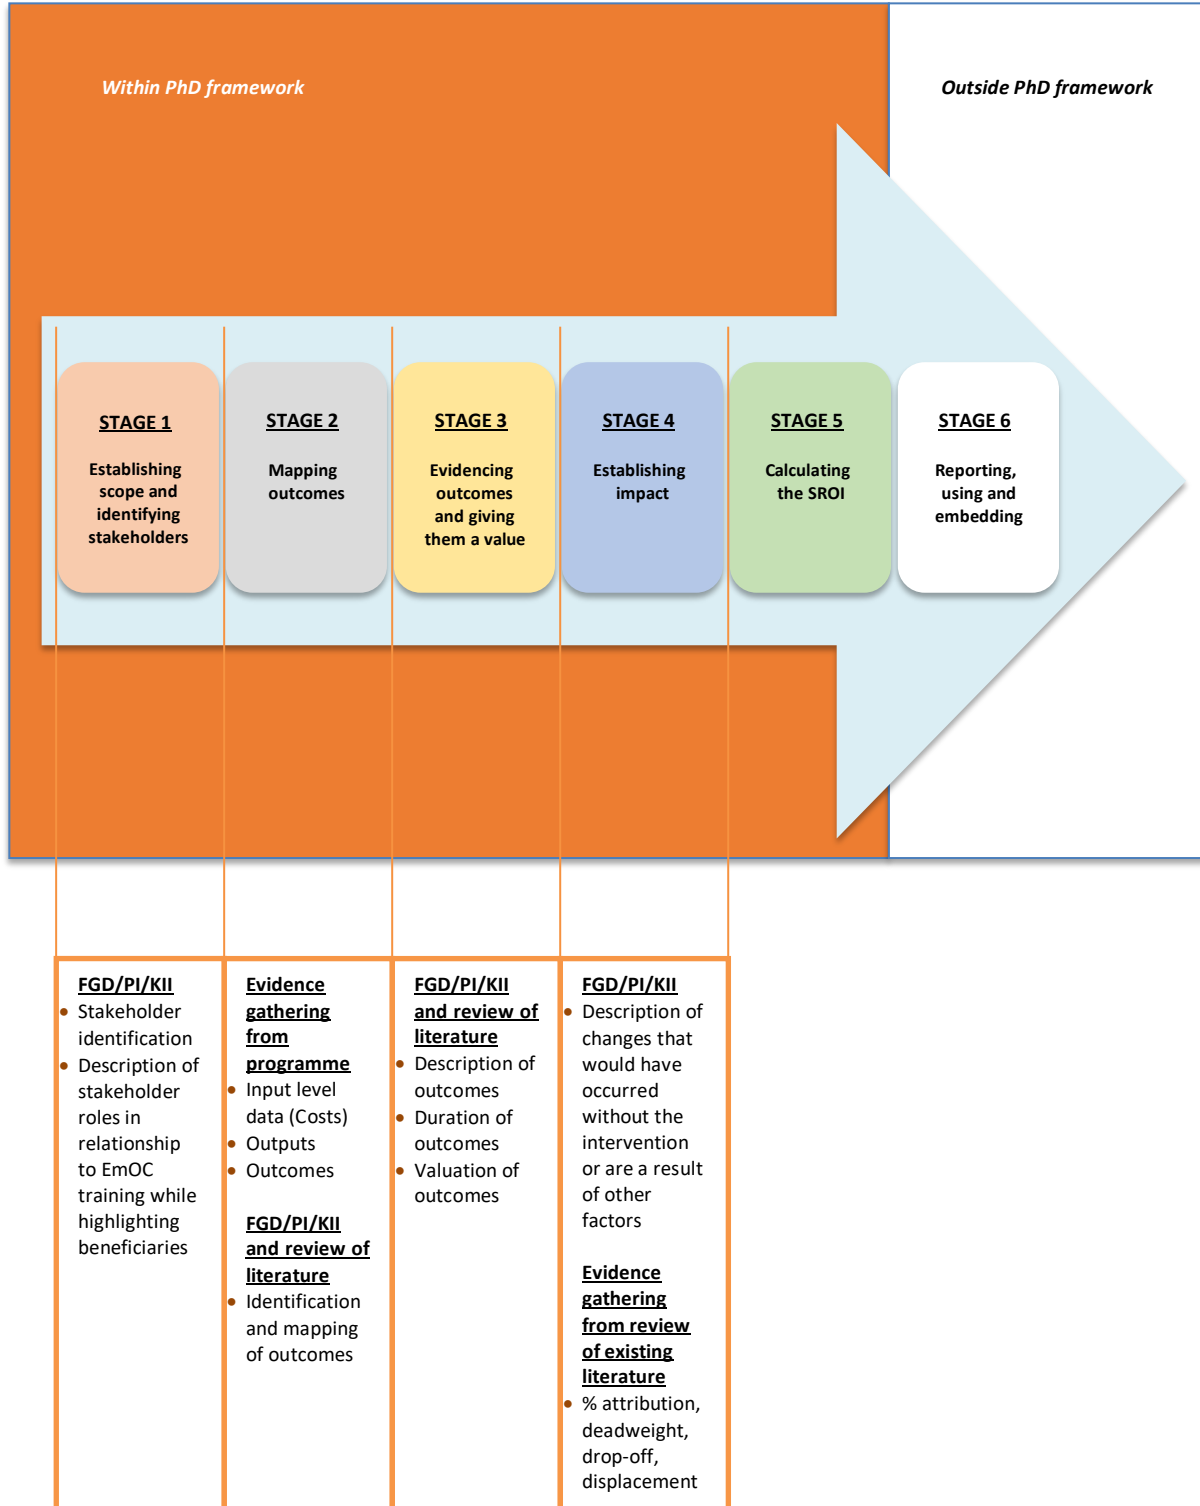 Within PhD framework
Outside PhD framework
STAGE 1
Establishing
scope and
identifying
stakeholders
STAGE 2
Mapping
outcomes
STAGE 3
Evidencing
outcomes
and giving
them a value
STAGE 4
Establishing
impact
STAGE 5
Calculating
the SROI
STAGE 6
Reporting,
using and
embedding
FGD/PI/KII
• Stakeholder
identification
• Description of
stakeholder
roles in
relationship
to EmOC
training while
highlighting
beneficiaries
Evidence
gathering
from
programme
• Input level
data (Costs)
• Outputs
• Outcomes
FGD/PI/KII
and review of
literature
• Identification
and mapping
of outcomes
FGD/PI/KII
and review of
literature
• Description of
outcomes
• Duration of
outcomes
• Valuation of
outcomes
FGD/PI/KII
• Description of
changes that
would have
occurred
without the
intervention
or are a result
of other
factors
Evidence
gathering
from review
of existing
literature
• % attribution,
deadweight,
drop-off,
displacement